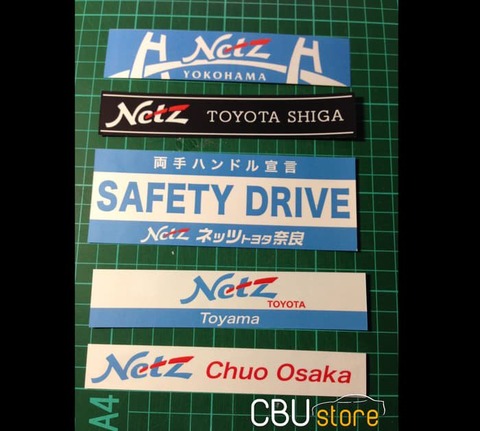 Netz
YOKOHAMA
Netz TOYOTA SHIGA
両手ハンドル宣言
SAFETY DRIVE
Netz ネッツトヨタ奈良
Netz
TOYOTA
Toyama
Netz Chuo Osaka
A4
CBU store